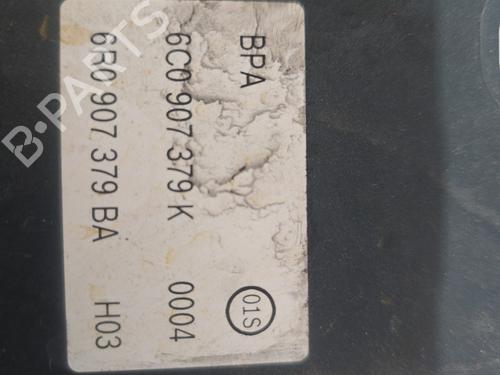 BPA
6C0 907 379 K 0004
6R0 907 379 BA H03
01S
B-PARTS